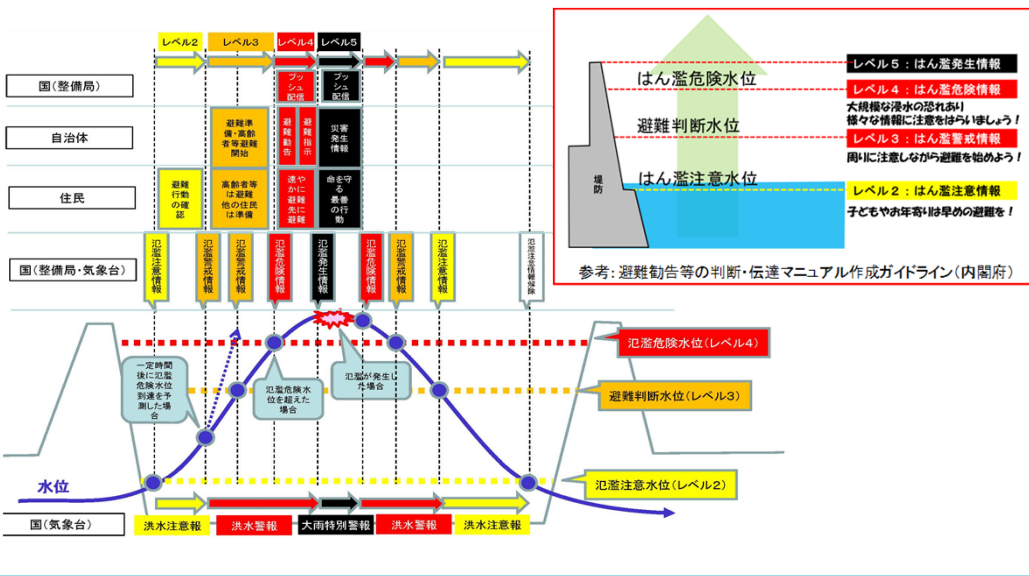 レベル2
レベル3
レベル4
レベル5
国(整備局)
プッ
シュ
配信
プッ
シュ
配信
自治体
避難準
備・高齢
者等避難
開始
避難勧告
避難指示
災害
発生
情報
住民
避難
行動
の確
認
高齢者等
は避難
他の住民
は準備
速や
かに
避難
先に
避難
命を守
る
最善
の行
動
国(整備局・気象台)
氾濫注意情報
氾濫警戒情報
氾濫警戒情報
氾濫危険情報
氾濫発生情報
氾濫危険情報
氾濫警戒情報
氾濫注意情報
氾濫注意情報解除
一定時間
後に氾濫
危険水位
到達を予
測した場
合
氾濫危険水
位を超えた
場合
氾濫が発生し
た場合
氾濫危険水位(レベル4)
避難判断水位(レベル3)
氾濫注意水位(レベル2)
水位
国(気象台)
洪水注意報
洪水警報
大雨特別警報
洪水警報
洪水注意報
レベル5:はん濫発生情報
はん濫危険水位
レベル4:はん濫危険情報
大規模な浸水の恐れあり
様々な情報に注意をはらいましょう!
避難判断水位
レベル3:はん濫警戒情報
周りに注意しながら避難を始めよう!
堤防
はん濫注意水位
レベル2:はん濫注意情報
子どもやお年寄りは早めの避難を!
参考:避難勧告等の判断・伝達マニュアル作成ガイドライン(内閣府)